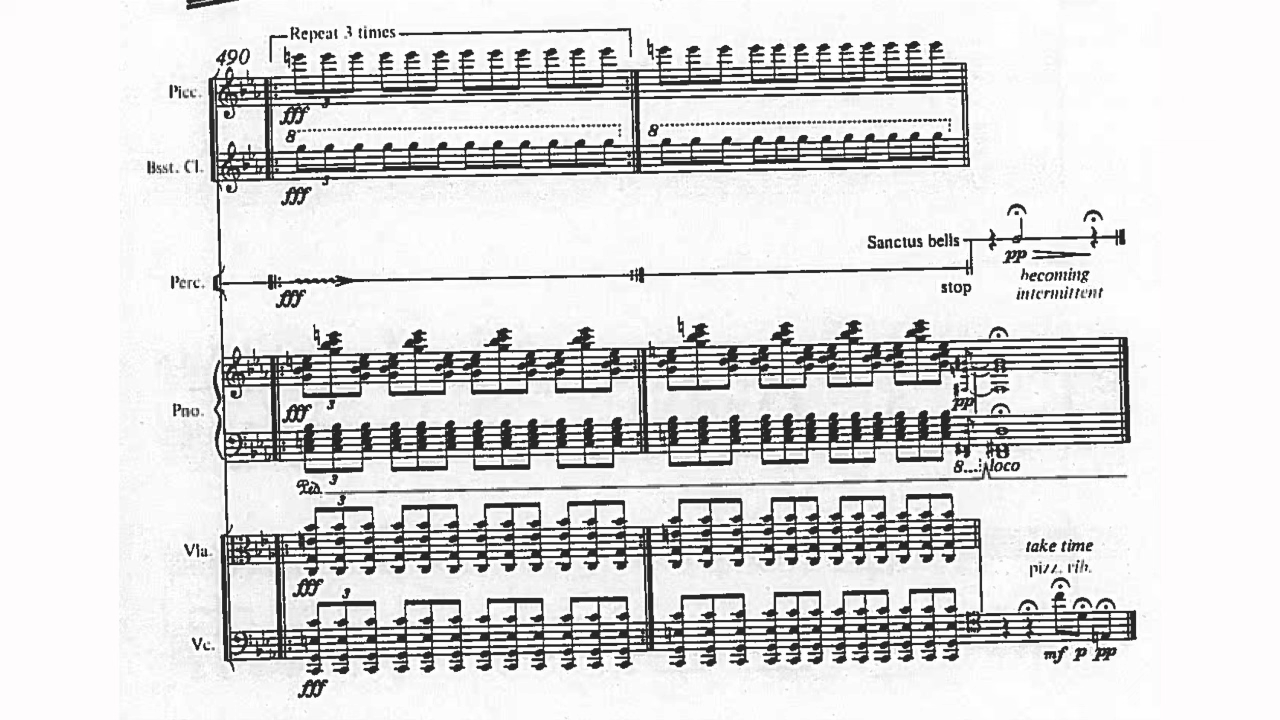 Repeat 3 times
490
Picc.
3
fff
8
8
Bsst. Cl.
3
fff
Sanctus bells
pp
becoming
intermittent
Perc.
fff
stop
3
fff
pp
Pno.
8...
loco
3
Ped.
3
Vla.
take time
pizz. vib.
fff
3
Vc.
mf p pp
fff